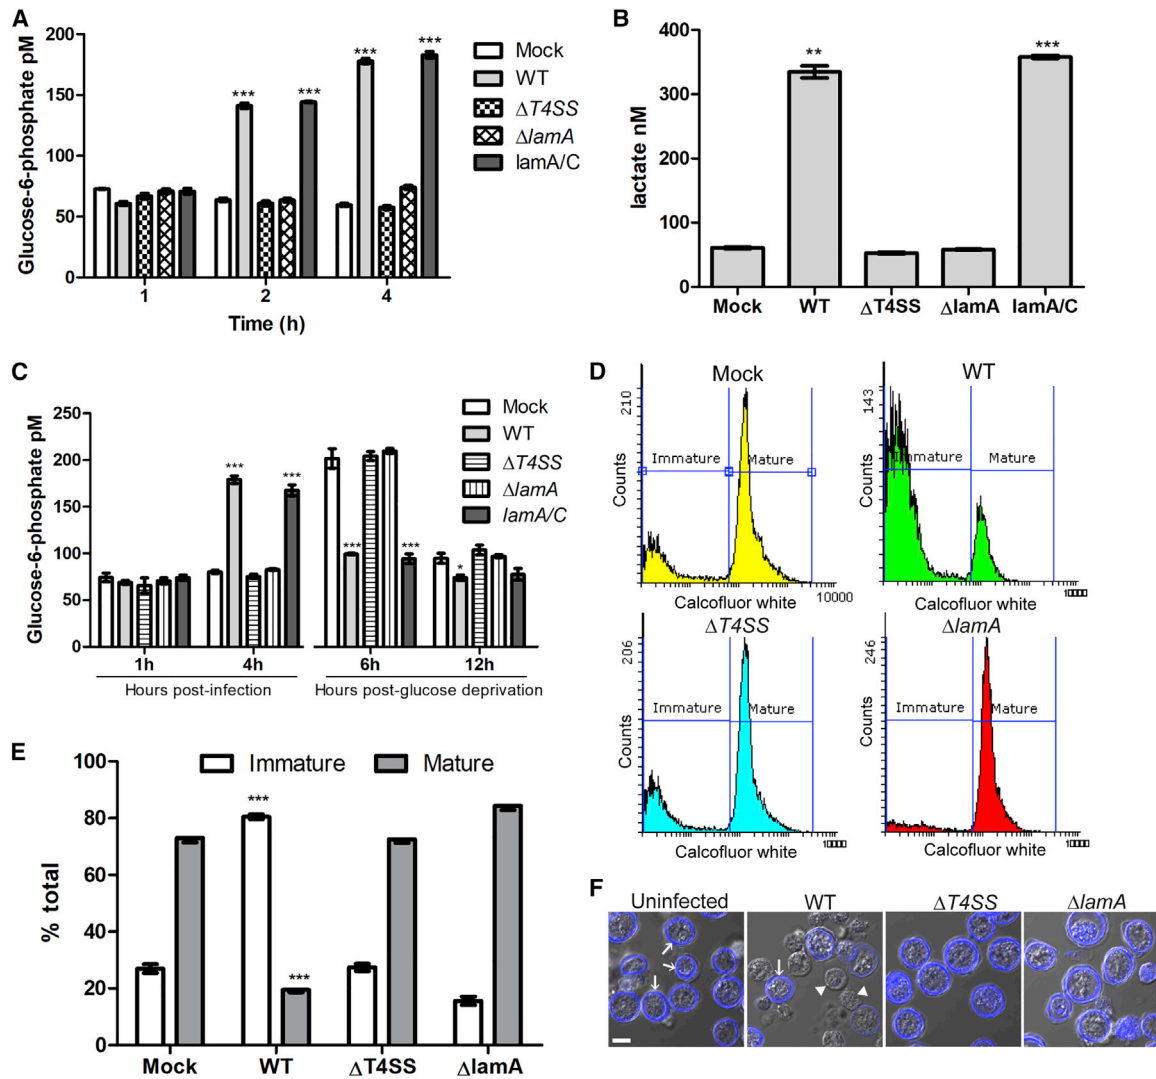 A
Glucose-6-phosphate pM
200
150
100
50
0
***
***
***
***
1
2
4
Time (h)
Mock
WT
ΔT4SS
ΔlamA
lamA/C
B
lactate nM
400
300
200
100
0
**
***
Mock
WT
ΔT4SS
ΔlamA
lamA/C
C
Glucose-6-phosphate pM
250
200
150
100
50
0
***
***
***
***
*
1h
4h
6h
12h
Hours post-infection
Hours post-glucose deprivation
Mock
WT
ΔT4SS
ΔlamA
lamA/C
D
Mock
210
Counts
Immature
Mature
Calcofluor white
10000
WT
143
Counts
Immature
Mature
Calcofluor white
ΔT4SS
206
Counts
Immature
Mature
Calcofluor white
ΔlamA
246
Counts
Immature
Mature
Calcofluor white
E
% total
100
80
60
40
20
0
Immature
Mature
***
***
Mock
WT
ΔT4SS
ΔlamA
F
Uninfected
WT
ΔT4SS
ΔlamA